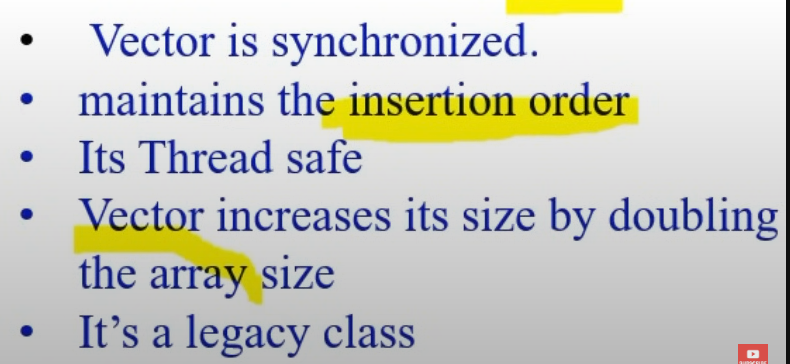 • Vector is synchronized.
• maintains the insertion order
• Its Thread safe
• Vector increases its size by doubling
the array size
• It's a legacy class